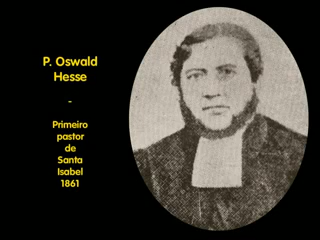 P. Oswald
Hesse
-
Primeiro
pastor
de
Santa
Isabel
1861